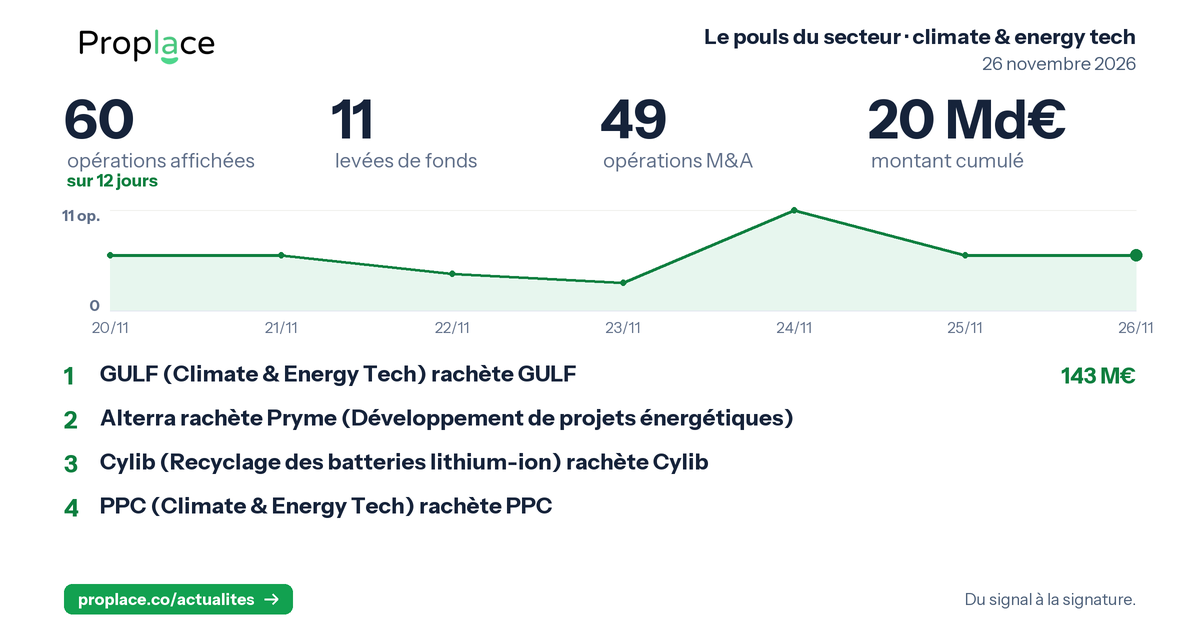 Proplace
Le pouls du secteur · climate & energy tech
26 novembre 2026
60
opérations affichées
sur 12 jours
11
levées de fonds
49
opérations M&A
20 Md€
montant cumulé
11 op.
0
20/11
21/11
22/11
23/11
24/11
25/11
26/11
1 GULF (Climate & Energy Tech) rachète GULF 143 M€
2 Alterra rachète Pryme (Développement de projets énergétiques)
3 Cylib (Recyclage des batteries lithium-ion) rachète Cylib
4 PPC (Climate & Energy Tech) rachète PPC
proplace.co/actualites →
Du signal à la signature.